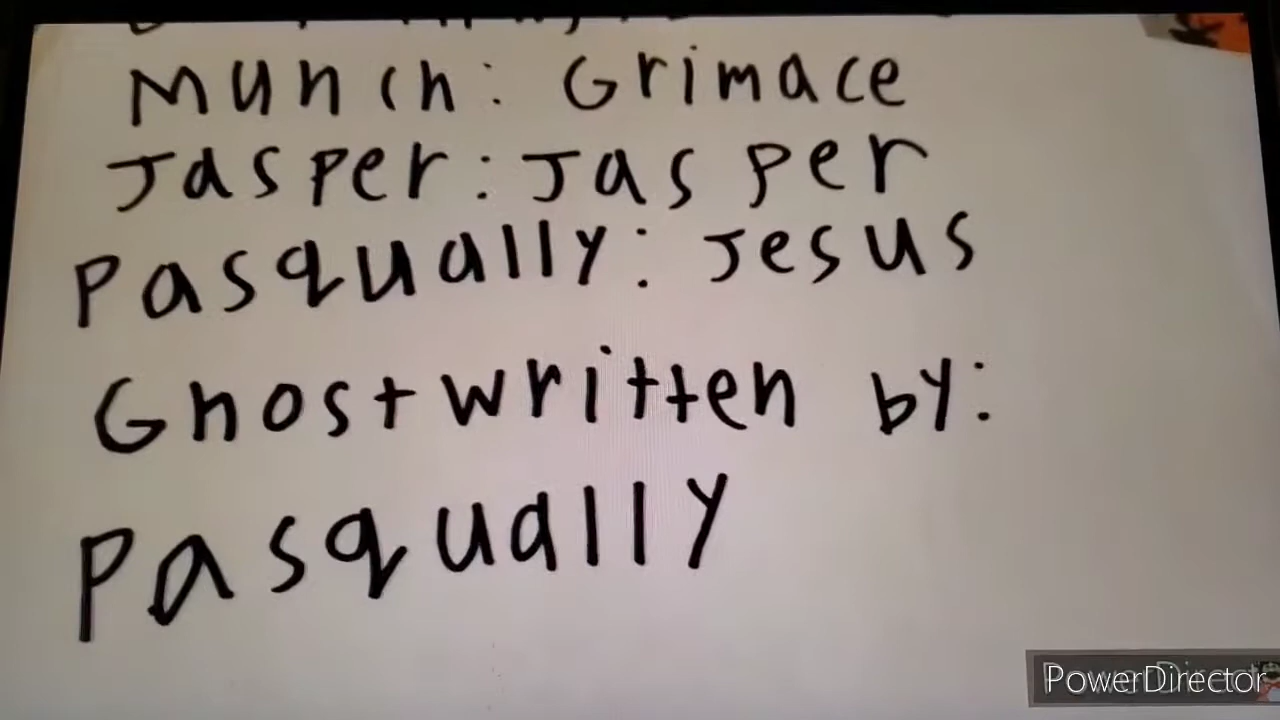 Munch: Grimace
Jasper: Jasper
Pasqually: Jesus
Ghostwritten by:
Pasqually
PowerDirector